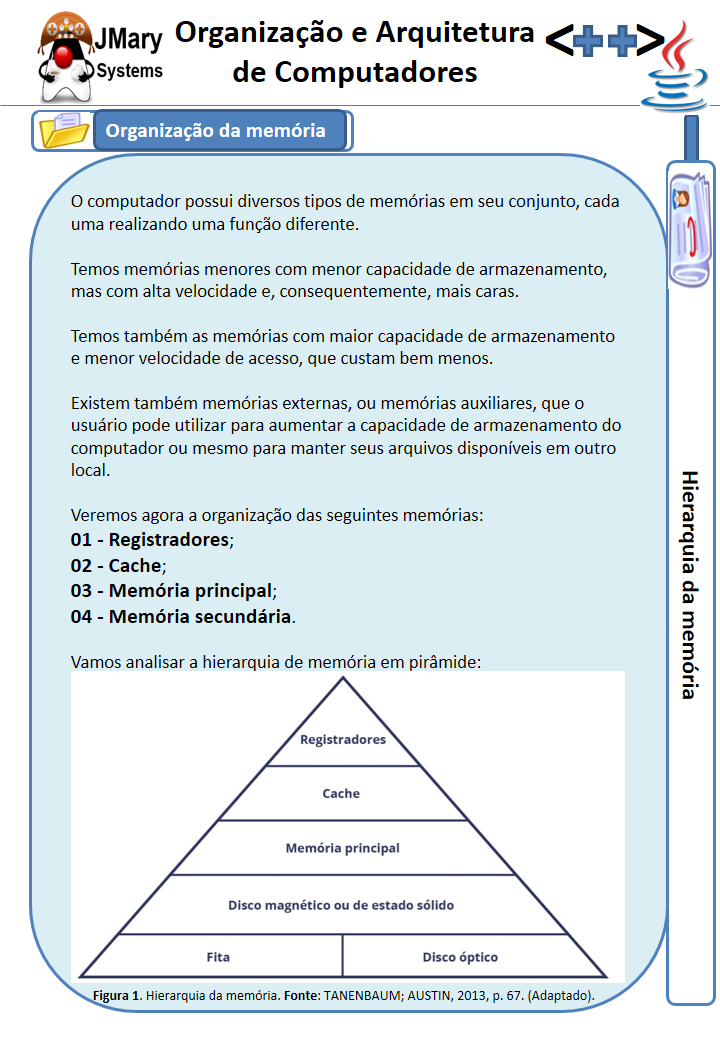 JMary
Systems
Organização e Arquitetura
de Computadores
<++>
Organização da memória
O computador possui diversos tipos de memórias em seu conjunto, cada
uma realizando uma função diferente.
Temos memórias menores com menor capacidade de armazenamento,
mas com alta velocidade e, consequentemente, mais caras.
Temos também as memórias com maior capacidade de armazenamento
e menor velocidade de acesso, que custam bem menos.
Existem também memórias externas, ou memórias auxiliares, que o
usuário pode utilizar para aumentar a capacidade de armazenamento do
computador ou mesmo para manter seus arquivos disponíveis em outro
local.
Veremos agora a organização das seguintes memórias:
01 - Registradores;
02 - Cache;
03 - Memória principal;
04 - Memória secundária.
Vamos analisar a hierarquia de memória em pirâmide:
Registradores
Cache
Memória principal
Disco magnético ou de estado sólido
Fita
Disco óptico
Figura 1. Hierarquia da memória. Fonte: TANENBAUM; AUSTIN, 2013, p. 67. (Adaptado).
Hierarquia da memória